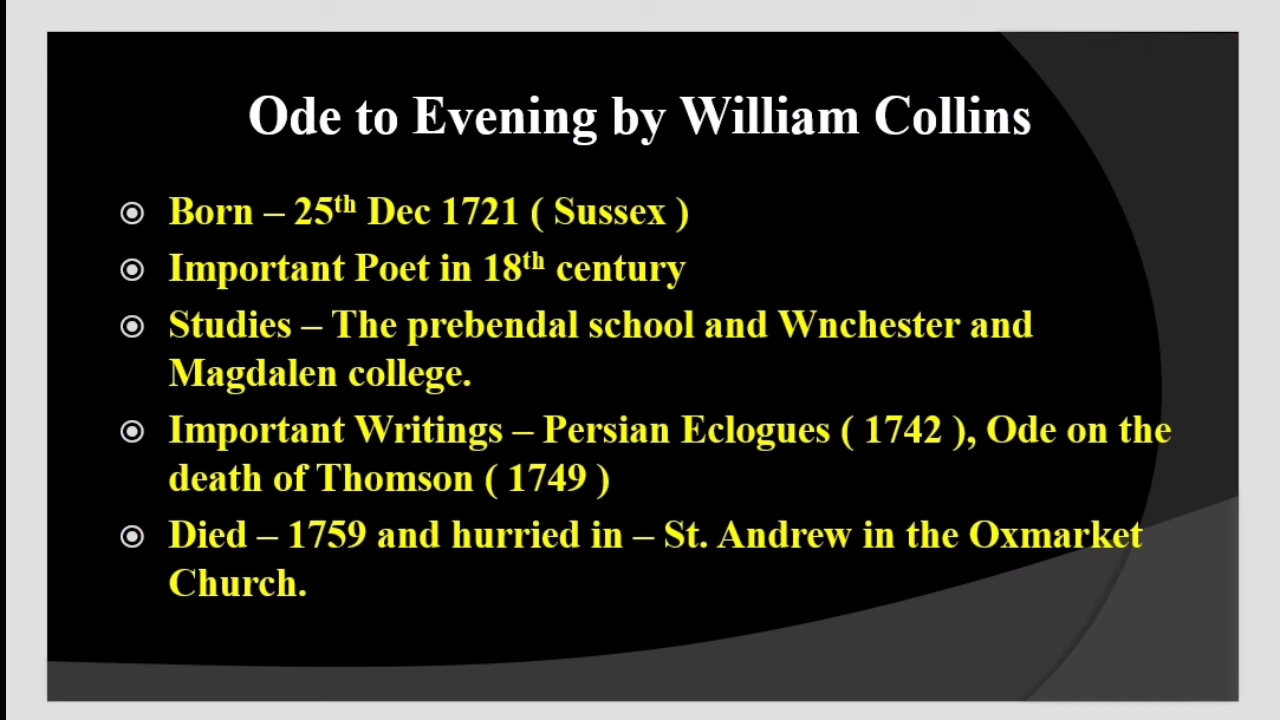 Ode to Evening by William Collins
Born – 25th Dec 1721 ( Sussex )
Important Poet in 18th century
Studies – The prebendal school and Wnchester and
Magdalen college.
Important Writings – Persian Eclogues ( 1742 ), Ode on the
death of Thomson ( 1749 )
Died – 1759 and hurried in – St. Andrew in the Oxmarket
Church.